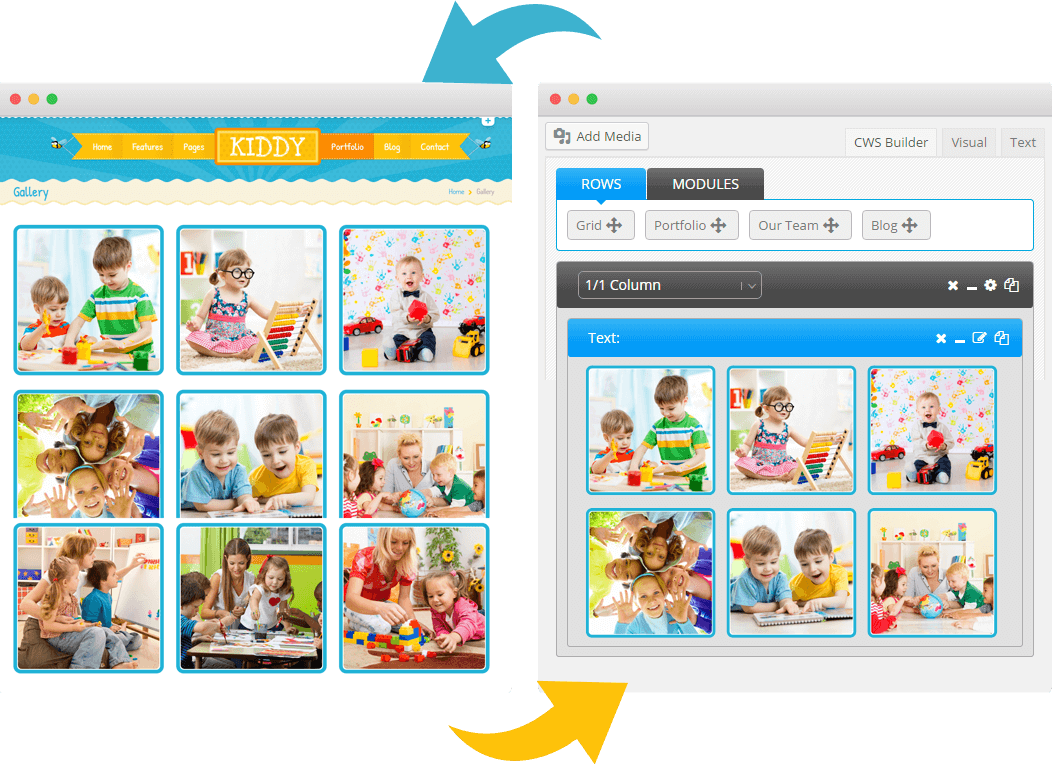 Home Features Pages KIDDY Portfolio Blog Contact
Gallery
Home Gallery
Add Media
CWS Builder Visual Text
ROWS MODULES
Grid Portfolio Our Team Blog
1/1 Column
Text: